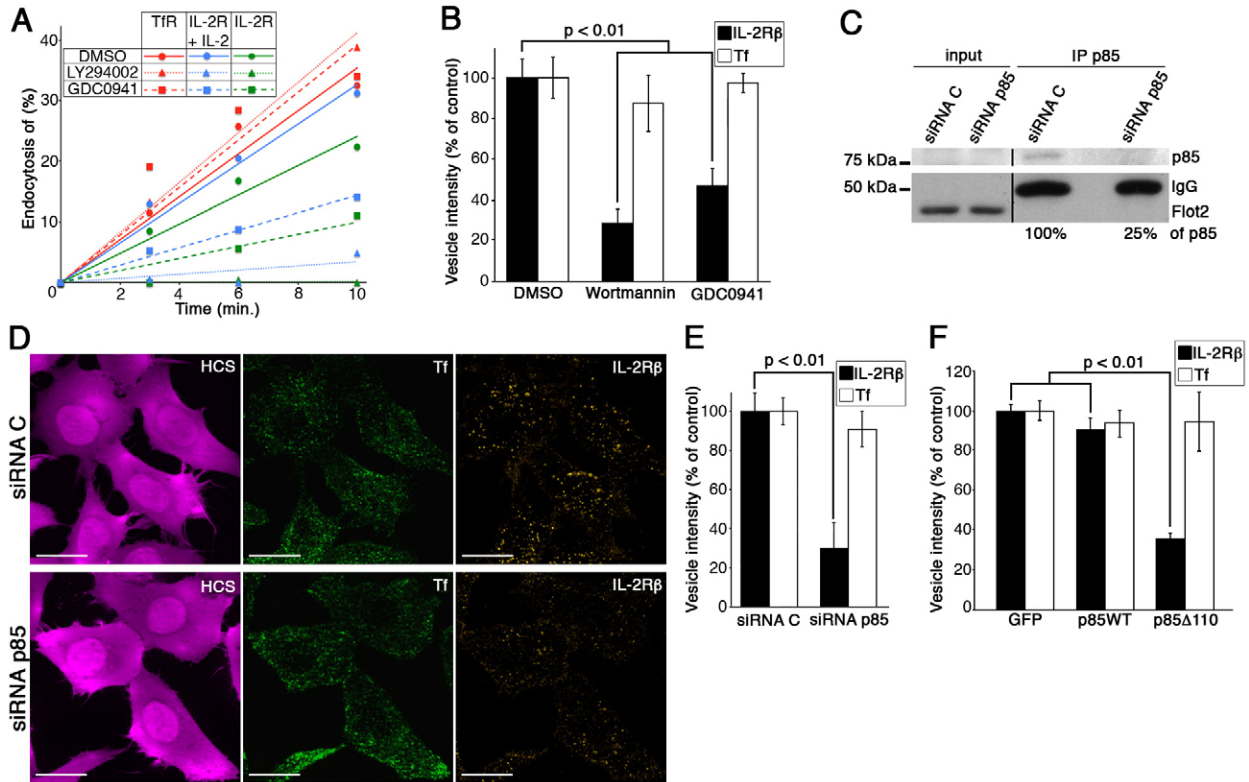 A
TfR IL-2R + IL-2 IL-2R
DMSO
LY294002
GDC0941
Endocytosis of (%)
40
30
20
10
0 2 4 6 8 10
Time (min.)
B
p < 0.01
IL-2Rβ
Tf
Vesicle intensity (% of control)
100
80
60
40
20
0
DMSO Wortmannin GDC0941
C
input IP p85
siRNA C siRNA p85 siRNA C siRNA p85
75 kDa p85
50 kDa IgG
Flot2
100% 25% of p85
D
siRNA C
HCS Tf IL-2Rβ
siRNA p85
HCS Tf IL-2Rβ
E
p < 0.01
IL-2Rβ
Tf
Vesicle intensity (% of control)
100
80
60
40
20
0
siRNA C siRNA p85
F
p < 0.01
IL-2Rβ
Tf
Vesicle intensity (% of control)
120
100
80
60
40
20
0
GFP p85WT p85Δ110